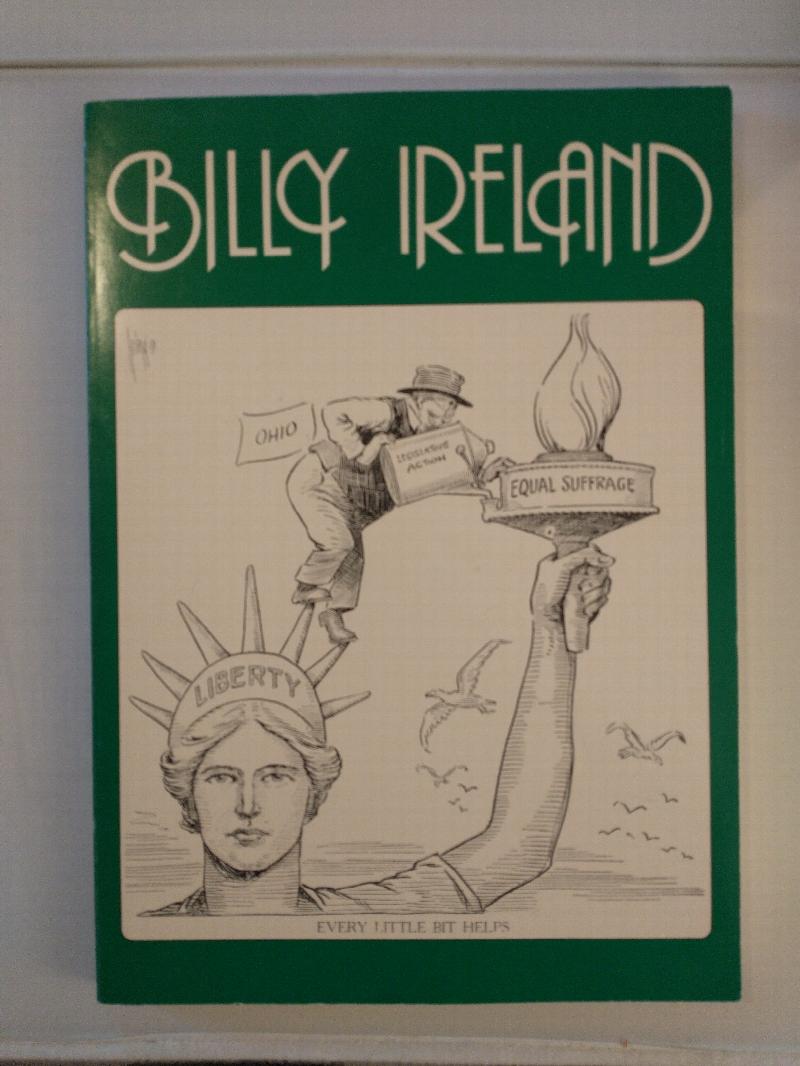 BILLY IRELAND
OHIO
LEGISLATIVE
ACTION
EQUAL SUFFRAGE
LIBERTY
EVERY LITTLE BIT HELPS